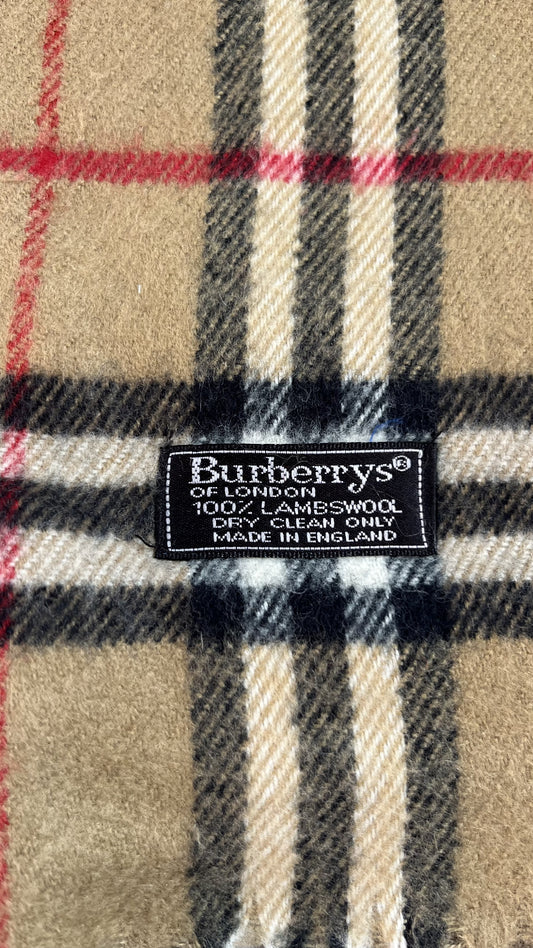 Burberrys®
OF LONDON
100% LAMBSWOOL
DRY CLEAN ONLY
MADE IN ENGLAND